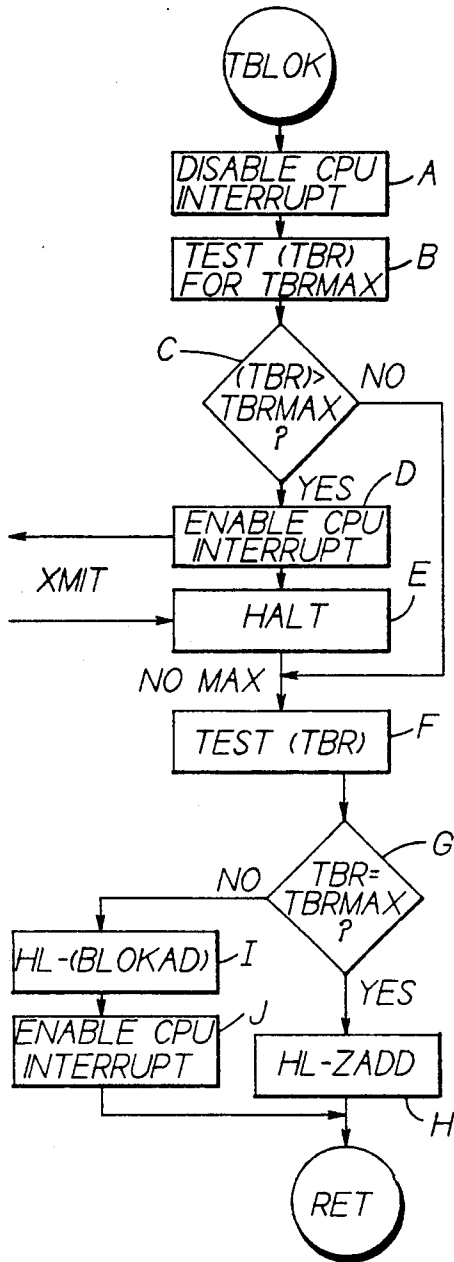 TBLOK
DISABLE CPU
INTERRUPT
A
TEST (TBR)
FOR TBRMAX
B
C
(TBR)>
TBRMAX
?
NO
YES
D
ENABLE CPU
INTERRUPT
XMIT
E
HALT
NO MAX
F
TEST (TBR)
G
TBR=
TBRMAX
?
NO
HL-(BLOKAD)
I
YES
J
ENABLE CPU
INTERRUPT
HL-ZADD
H
RET